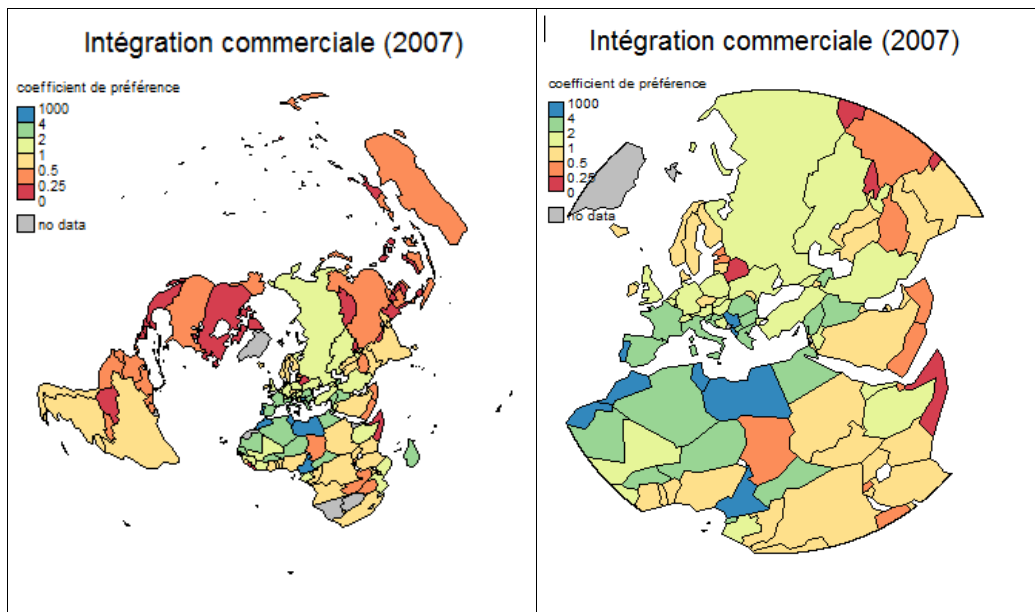 Intégration commerciale (2007)
coefficient de préférence
1000
4
2
1
0.5
0.25
0
no data
Intégration commerciale (2007)
coefficient de préférence
1000
4
2
1
0.5
0.25
0
no data